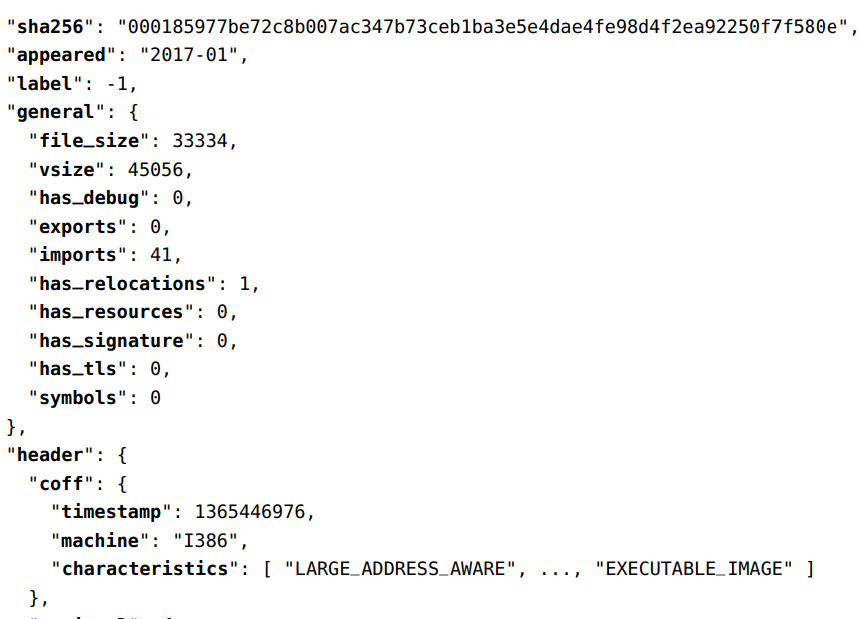 "sha256": "000185977be72c8b007ac347b73ceb1ba3e5e4dae4fe98d4f2ea92250f7f580e",
"appeared": "2017-01",
"label": -1,
"general": {
"file_size": 33334,
"vsize": 45056,
"has_debug": 0,
"exports": 0,
"imports": 41,
"has_relocations": 1,
"has_resources": 0,
"has_signature": 0,
"has_tls": 0,
"symbols": 0
},
"header": {
"coff": {
"timestamp": 1365446976,
"machine": "I386",
"characteristics": [ "LARGE_ADDRESS_AWARE", ..., "EXECUTABLE_IMAGE" ]
},